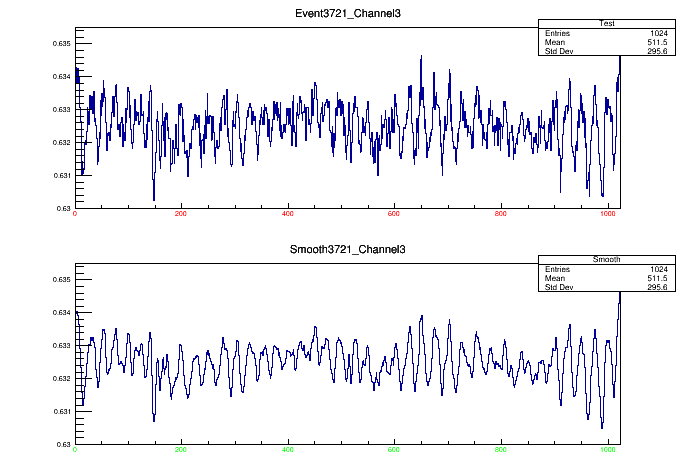 Event3721_Channel3
Test
Entries 1024
Mean 511.5
Std Dev 295.6
0.635
0.634
0.633
0.632
0.631
0.63
0 200 400 600 800 1000
Smooth3721_Channel3
Smooth
Entries 1024
Mean 511.5
Std Dev 295.6
0.635
0.634
0.633
0.632
0.631
0.63
0 200 400 600 800 1000